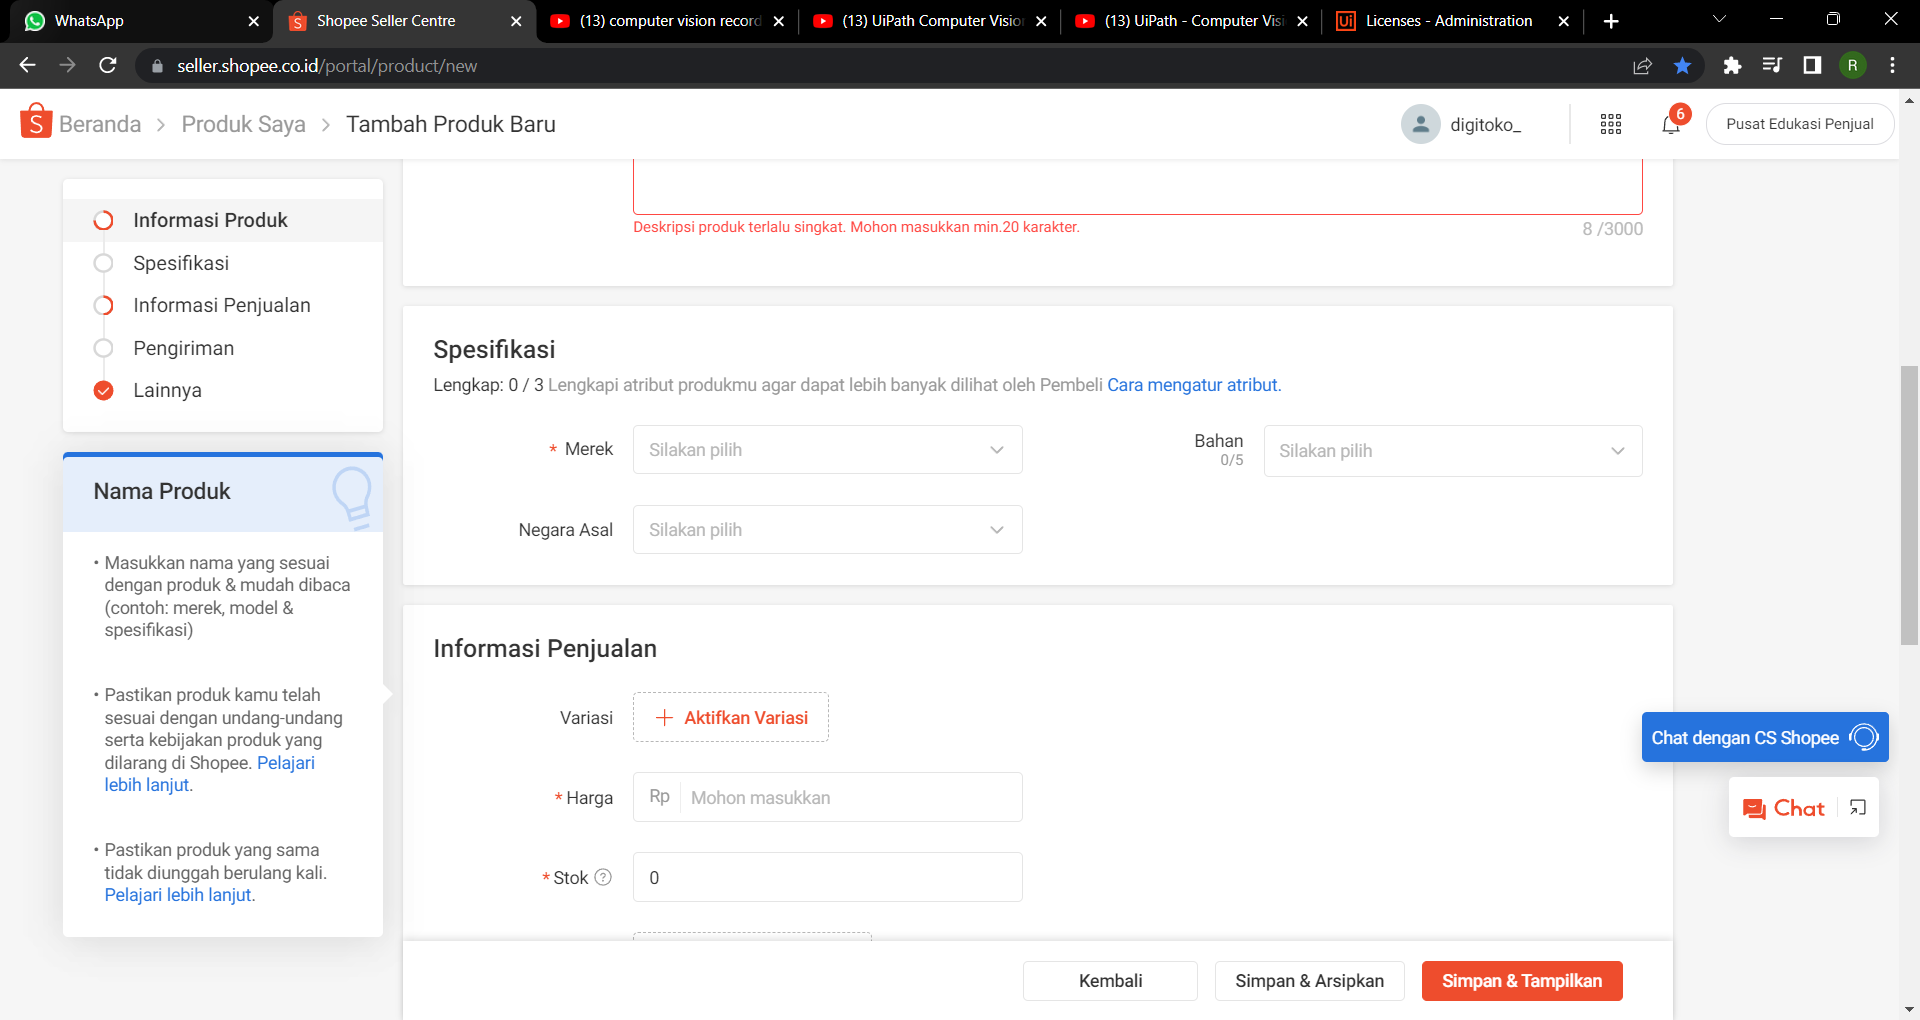 WhatsApp
Shopee Seller Centre
(13) computer vision record
(13) UiPath Computer Vision
(13) UiPath - Computer Visi
Ui
Licenses - Administration
seller.shopee.co.id/portal/product/new
R
S
Beranda > Produk Saya > Tambah Produk Baru
digitoko_
6
Pusat Edukasi Penjual
Informasi Produk
Spesifikasi
Informasi Penjualan
Pengiriman
Lainnya
Nama Produk
• Masukkan nama yang sesuai
dengan produk & mudah dibaca
(contoh: merek, model &
spesifikasi)
• Pastikan produk kamu telah
sesuai dengan undang-undang
serta kebijakan produk yang
dilarang di Shopee. Pelajari
lebih lanjut.
• Pastikan produk yang sama
tidak diunggah berulang kali.
Pelajari lebih lanjut.
Deskripsi produk terlalu singkat. Mohon masukkan min.20 karakter.
8 /3000
Spesifikasi
Lengkap: 0 / 3 Lengkapi atribut produkmu agar dapat lebih banyak dilihat oleh Pembeli Cara mengatur atribut.
* Merek
Silakan pilih
Bahan
0/5
Silakan pilih
Negara Asal
Silakan pilih
Informasi Penjualan
Variasi
+ Aktifkan Variasi
* Harga
Rp
Mohon masukkan
* Stok ?
0
Chat dengan CS Shopee
Chat
Kembali
Simpan & Arsipkan
Simpan & Tampilkan